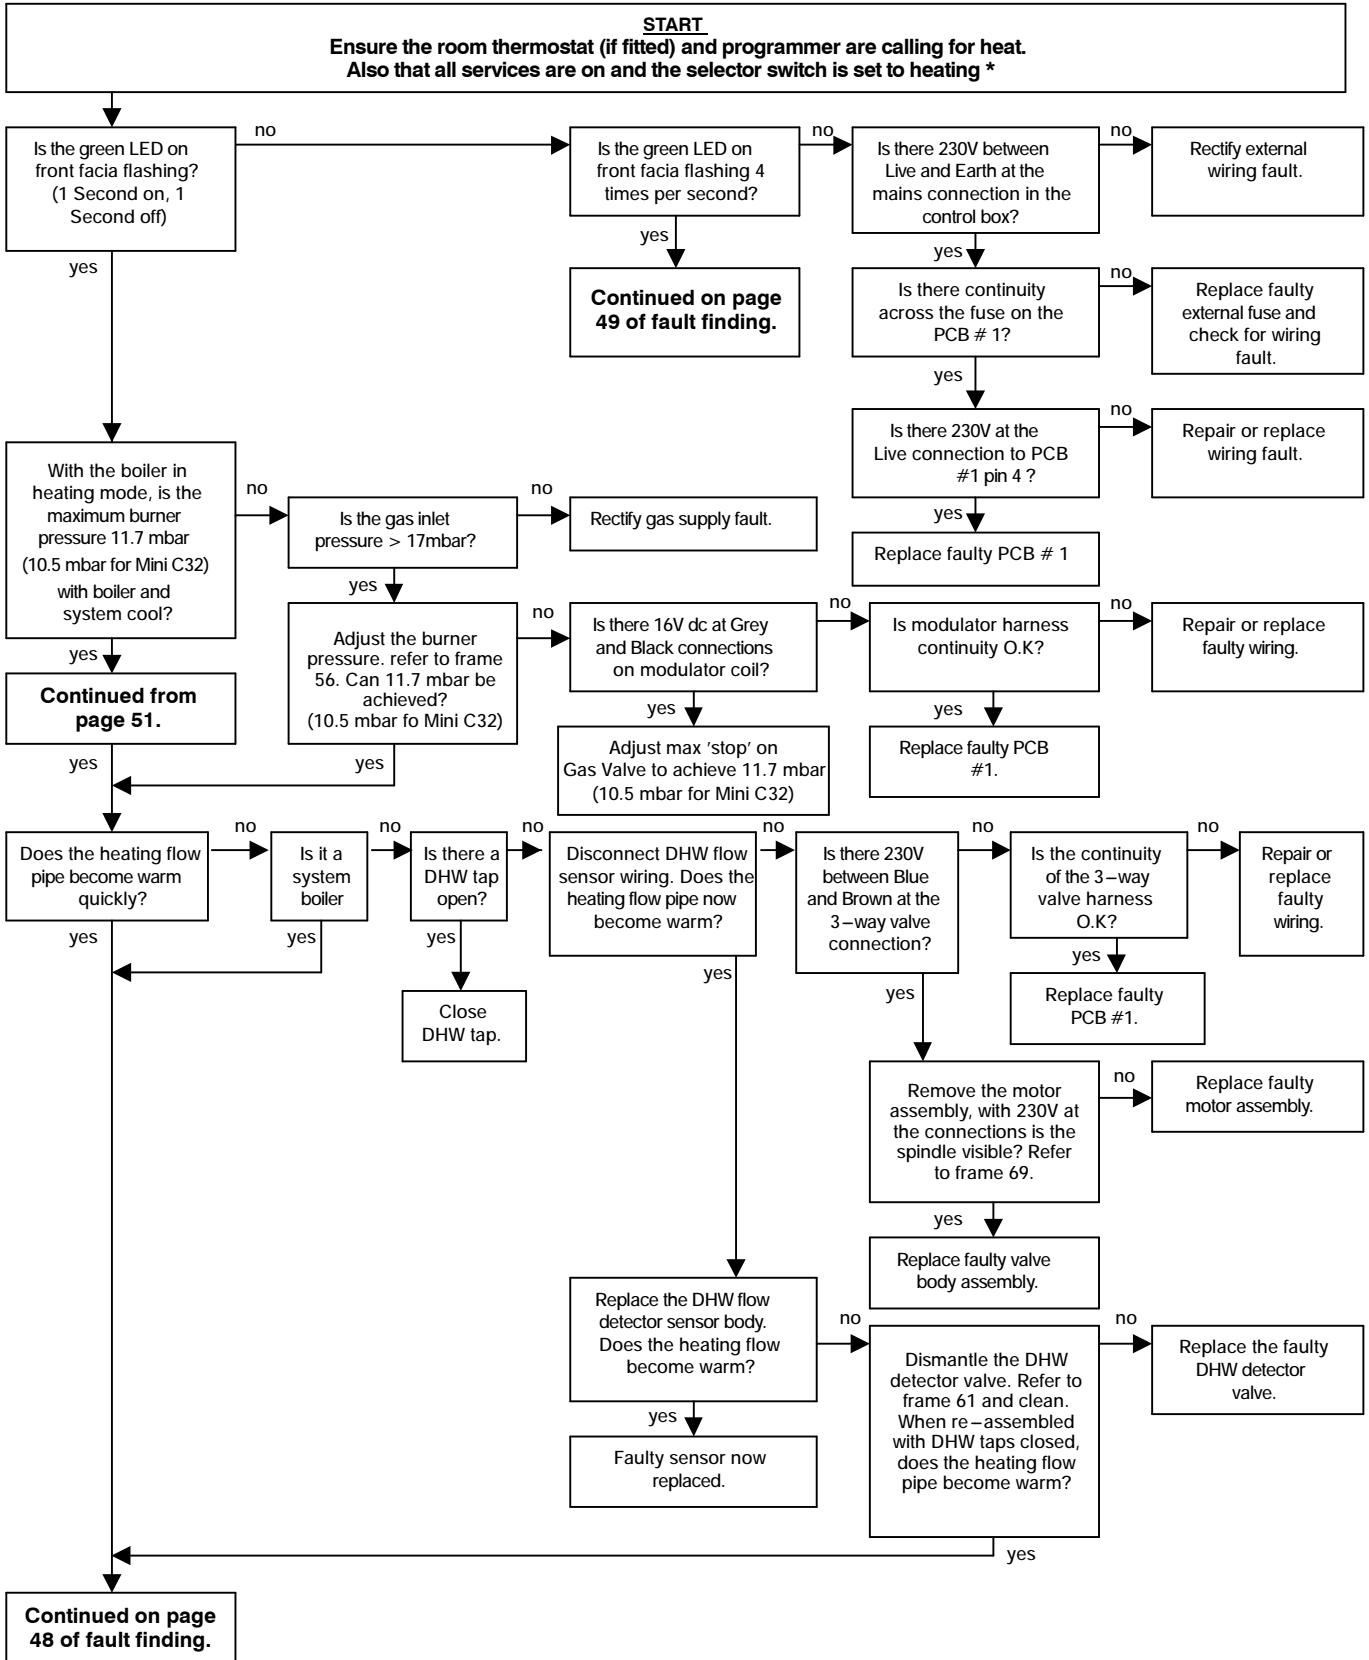 START
Ensure the room thermostat (if fitted) and programmer are calling for heat.
Also that all services are on and the selector switch is set to heating *
Is the green LED on
front facia flashing?
(1 Second on, 1
Second off)
no
Is the green LED on
front facia flashing 4
times per second?
no
Is there 230V between
Live and Earth at the
mains connection in the
control box?
no
Rectify external
wiring fault.
yes
yes
yes
Continued on page
49 of fault finding.
Is there continuity
across the fuse on the
PCB # 1?
no
Replace faulty
external fuse and
check for wiring
fault.
yes
Is there 230V at the
Live connection to PCB
#1 pin 4 ?
no
Repair or replace
wiring fault.
yes
Replace faulty PCB # 1
With the boiler in
heating mode, is the
maximum burner
pressure 11.7 mbar
(10.5 mbar for Mini C32)
with boiler and
system cool?
no
Is the gas inlet
pressure > 17mbar?
no
Rectify gas supply fault.
yes
Adjust the burner
pressure. refer to frame
56. Can 11.7 mbar be
achieved?
(10.5 mbar fo Mini C32)
no
Is there 16V dc at Grey
and Black connections
on modulator coil?
no
Is modulator harness
continuity O.K?
no
Repair or replace
faulty wiring.
yes
Continued from
page 51.
yes
yes
yes
Adjust max 'stop' on
Gas Valve to achieve 11.7 mbar
(10.5 mbar for Mini C32)
yes
Replace faulty PCB
#1.
Does the heating flow
pipe become warm
quickly?
no
Is it a
system
boiler
no
Is there a
DHW tap
open?
no
Disconnect DHW flow
sensor wiring. Does the
heating flow pipe now
become warm?
no
Is there 230V
between Blue
and Brown at the
3-way valve
connection?
no
Is the continuity
of the 3-way
valve harness
O.K?
no
Repair or
replace
faulty
wiring.
yes
yes
yes
Close
DHW tap.
yes
yes
yes
Replace faulty
PCB #1.
Remove the motor
assembly, with 230V at
the connections is the
spindle visible? Refer
to frame 69.
no
Replace faulty
motor assembly.
yes
Replace faulty valve
body assembly.
Replace the DHW flow
detector sensor body.
Does the heating flow
become warm?
no
Dismantle the DHW
detector valve. Refer to
frame 61 and clean.
When re-assembled
with DHW taps closed,
does the heating flow
pipe become warm?
no
Replace the faulty
DHW detector
valve.
yes
Faulty sensor now
replaced.
yes
Continued on page
48 of fault finding.